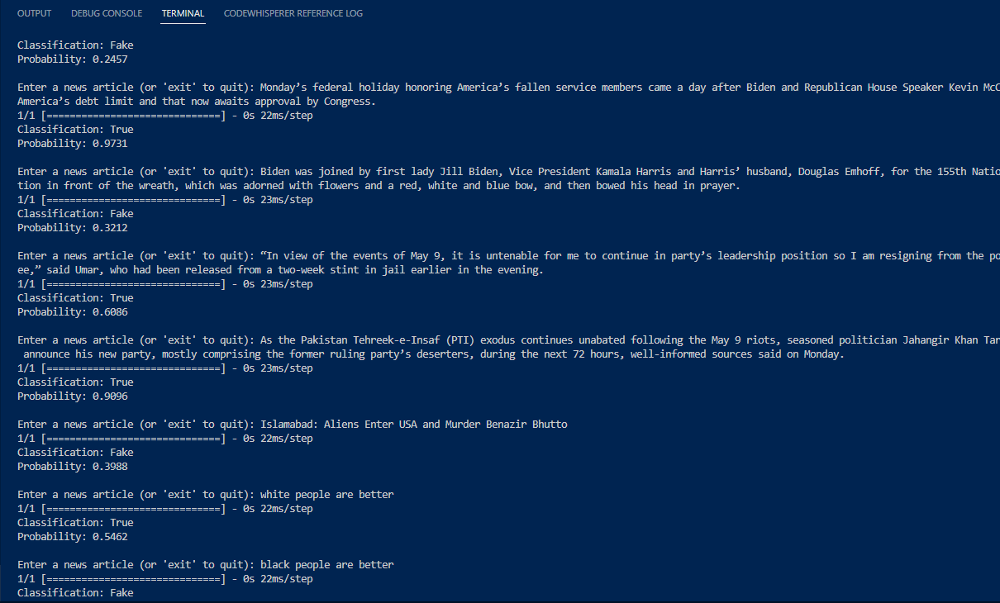 OUTPUT DEBUG CONSOLE TERMINAL CODEWHISPERER REFERENCE LOG
Classification: Fake
Probability: 0.2457
Enter a news article (or 'exit' to quit): Monday’s federal holiday honoring America’s fallen service members came a day after Biden and Republican House Speaker Kevin McC
America’s debt limit and that now awaits approval by Congress.
1/1 [==============================] - 0s 22ms/step
Classification: True
Probability: 0.9731
Enter a news article (or 'exit' to quit): Biden was joined by first lady Jill Biden, Vice President Kamala Harris and Harris’ husband, Douglas Emhoff, for the 155th Natio
tion in front of the wreath, which was adorned with flowers and a red, white and blue bow, and then bowed his head in prayer.
1/1 [==============================] - 0s 23ms/step
Classification: Fake
Probability: 0.3212
Enter a news article (or 'exit' to quit): “In view of the events of May 9, it is untenable for me to continue in party’s leadership position so I am resigning from the po
ee,” said Umar, who had been released from a two-week stint in jail earlier in the evening.
1/1 [==============================] - 0s 23ms/step
Classification: True
Probability: 0.6086
Enter a news article (or 'exit' to quit): As the Pakistan Tehreek-e-Insaf (PTI) exodus continues unabated following the May 9 riots, seasoned politician Jahangir Khan Tar
announce his new party, mostly comprising the former ruling party’s deserters, during the next 72 hours, well-informed sources said on Monday.
1/1 [==============================] - 0s 23ms/step
Classification: True
Probability: 0.9096
Enter a news article (or 'exit' to quit): Islamabad: Aliens Enter USA and Murder Benazir Bhutto
1/1 [==============================] - 0s 22ms/step
Classification: Fake
Probability: 0.3988
Enter a news article (or 'exit' to quit): white people are better
1/1 [==============================] - 0s 22ms/step
Classification: True
Probability: 0.5462
Enter a news article (or 'exit' to quit): black people are better
1/1 [==============================] - 0s 22ms/step
Classification: Fake